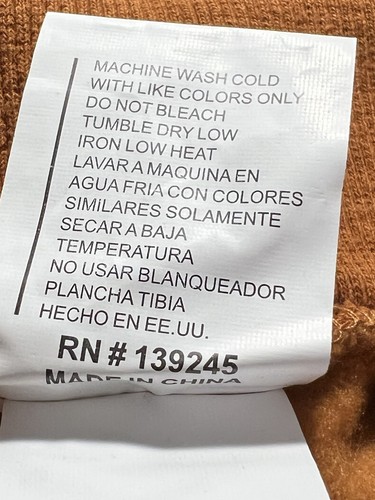 MACHINE WASH COLD
WITH LIKE COLORS ONLY
DO NOT BLEACH
TUMBLE DRY LOW
IRON LOW HEAT
LAVAR A MAQUINA EN
AGUA FRIA CON COLORES
SIMILARES SOLAMENTE
SECAR A BAJA
TEMPERATURA
NO USAR BLANQUEADOR
PLANCHA TIBIA
HECHO EN EE.UU.
RN # 139245
MADE IN CHINA